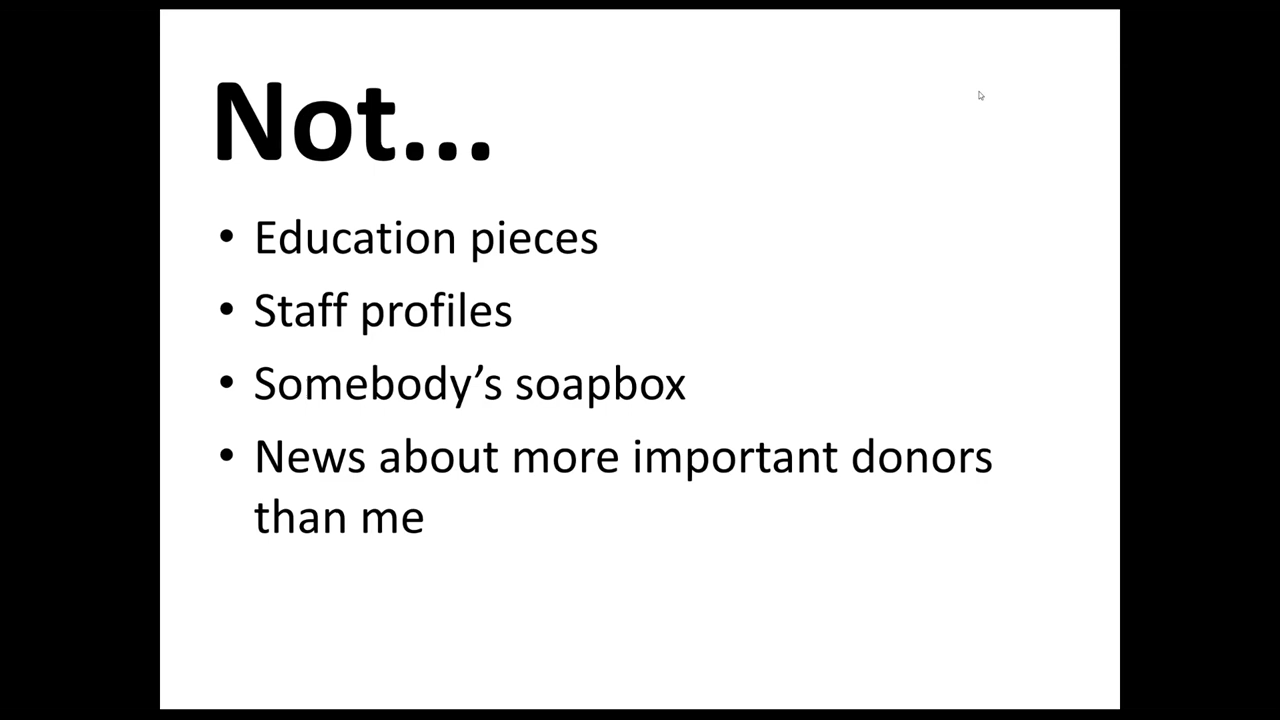 Not...
• Education pieces
• Staff profiles
• Somebody’s soapbox
• News about more important donors
than me